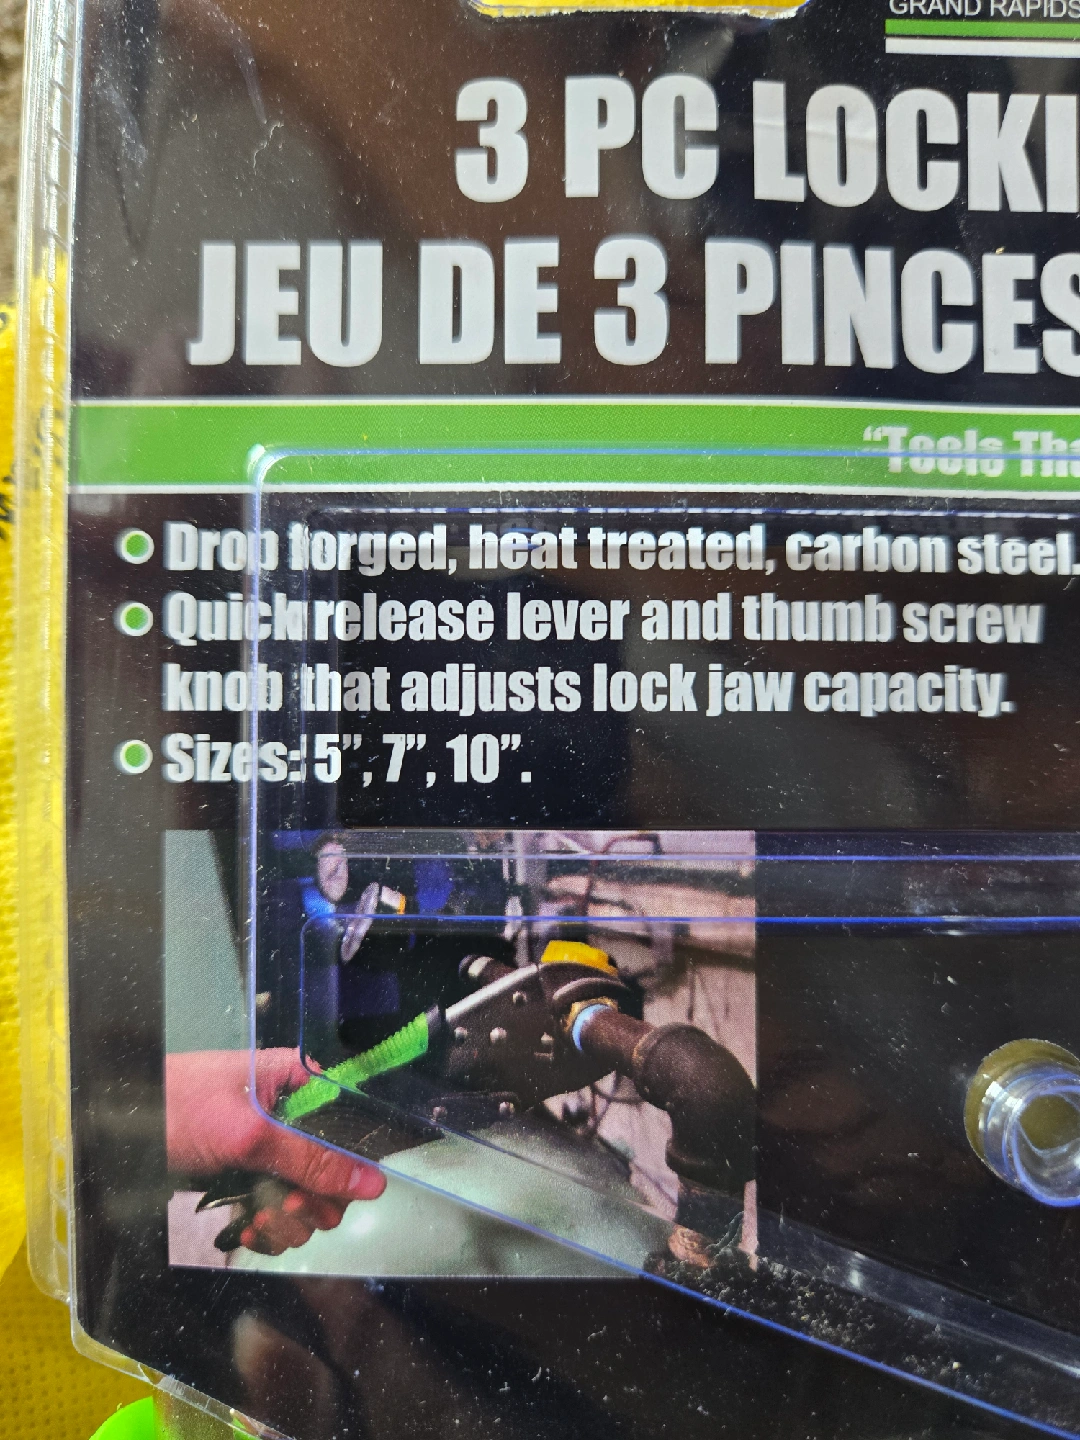 GRAND RAPIDS
3 PC LOCKI
JEU DE 3 PINCES
“Tools Tha
Drop forged, heat treated, carbon steel.
Quick release lever and thumb screw
knob that adjusts lock jaw capacity.
Sizes: 5”, 7”, 10”.